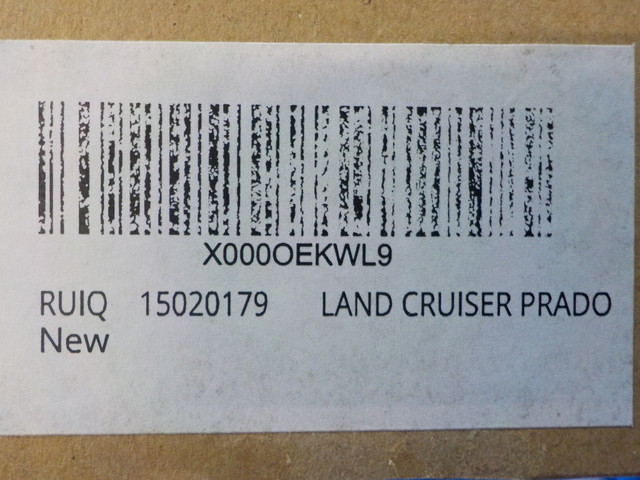 X000OEKWL9
RUIQ 15020179 LAND CRUISER PRADO
New